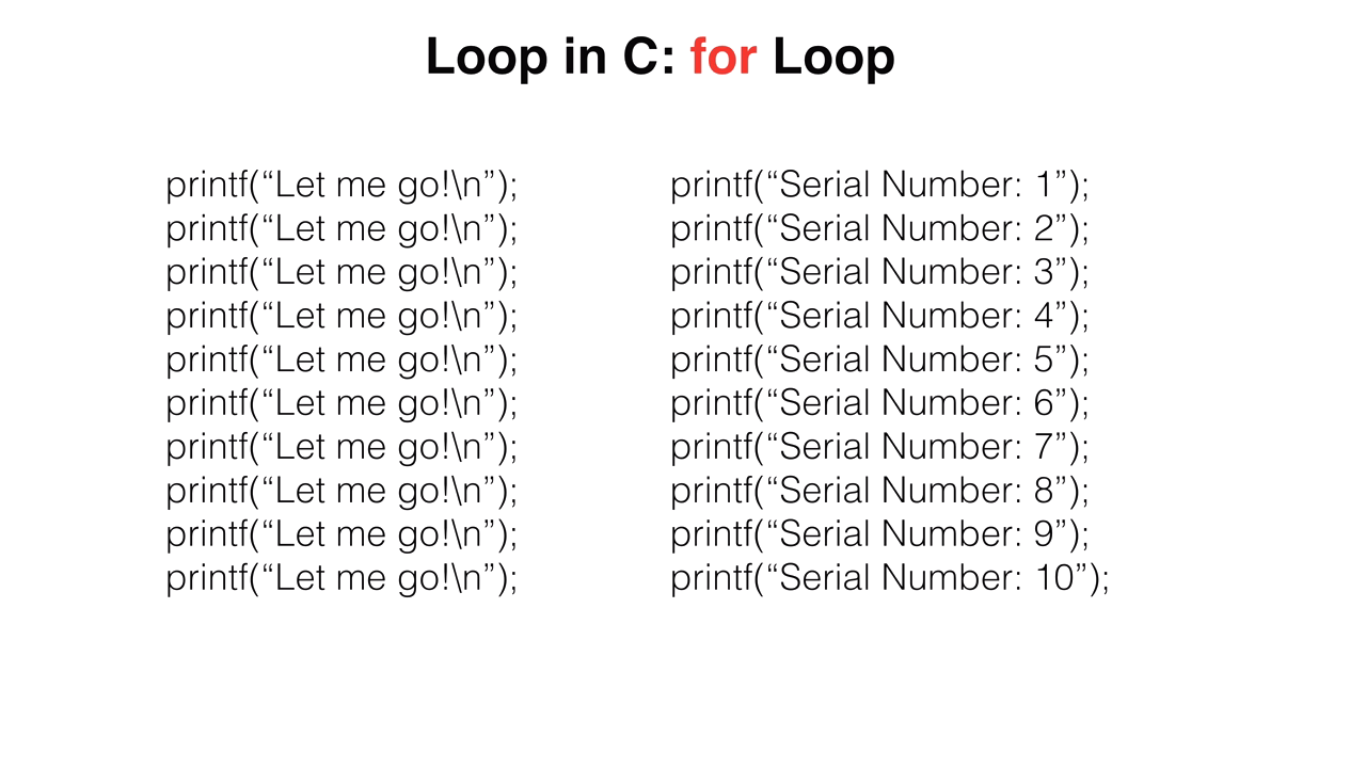 Loop in C: for Loop
printf(“Let me go!\n”);
printf(“Let me go!\n”);
printf(“Let me go!\n”);
printf(“Let me go!\n”);
printf(“Let me go!\n”);
printf(“Let me go!\n”);
printf(“Let me go!\n”);
printf(“Let me go!\n”);
printf(“Let me go!\n”);
printf(“Let me go!\n”);
printf(“Serial Number: 1”);
printf(“Serial Number: 2”);
printf(“Serial Number: 3”);
printf(“Serial Number: 4”);
printf(“Serial Number: 5”);
printf(“Serial Number: 6”);
printf(“Serial Number: 7”);
printf(“Serial Number: 8”);
printf(“Serial Number: 9”);
printf(“Serial Number: 10”);